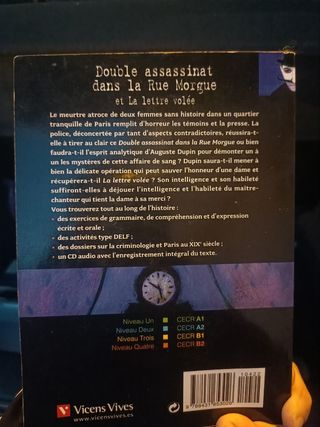 Double assassinat
dans la Rue Morgue
et La lettre volée
Le meurtre atroce de deux femmes sans histoire dans un quartier
tranquille de Paris remplit d'horreur les témoins et la presse. La
police, déconcertée par tant d'aspects contradictoires, réussira-t-
elle à tirer au clair ce Double assassinat dans la Rue Morgue ou bien
faudra-t-il l'esprit analytique d'Auguste Dupin pour démonter un à
un les mystères de cette affaire de sang ? Dupin saura-t-il mener à
bien la délicate opération qui peut sauver l'honneur d'une dame et
récupérera-t-il La lettre volée ? Son intelligence et son habileté
suffiront-elles à déjouer l'intelligence et l'habileté du maître-
chanteur qui tient la dame à sa merci ?
Vous trouverez tout au long de l'histoire :
- des exercices de grammaire, de compréhension et d'expression
écrite et orale ;
- des activités type DELF ;
- des dossiers sur la criminologie et Paris au XIXe siècle ;
- un CD audio avec l'enregistrement intégral du texte.
Niveau Un CECR A1
Niveau Deux CECR A2
Niveau Trois CECR B1
Niveau Quatre CECR B2
10422
Vicens Vives
www.vicensvives.es